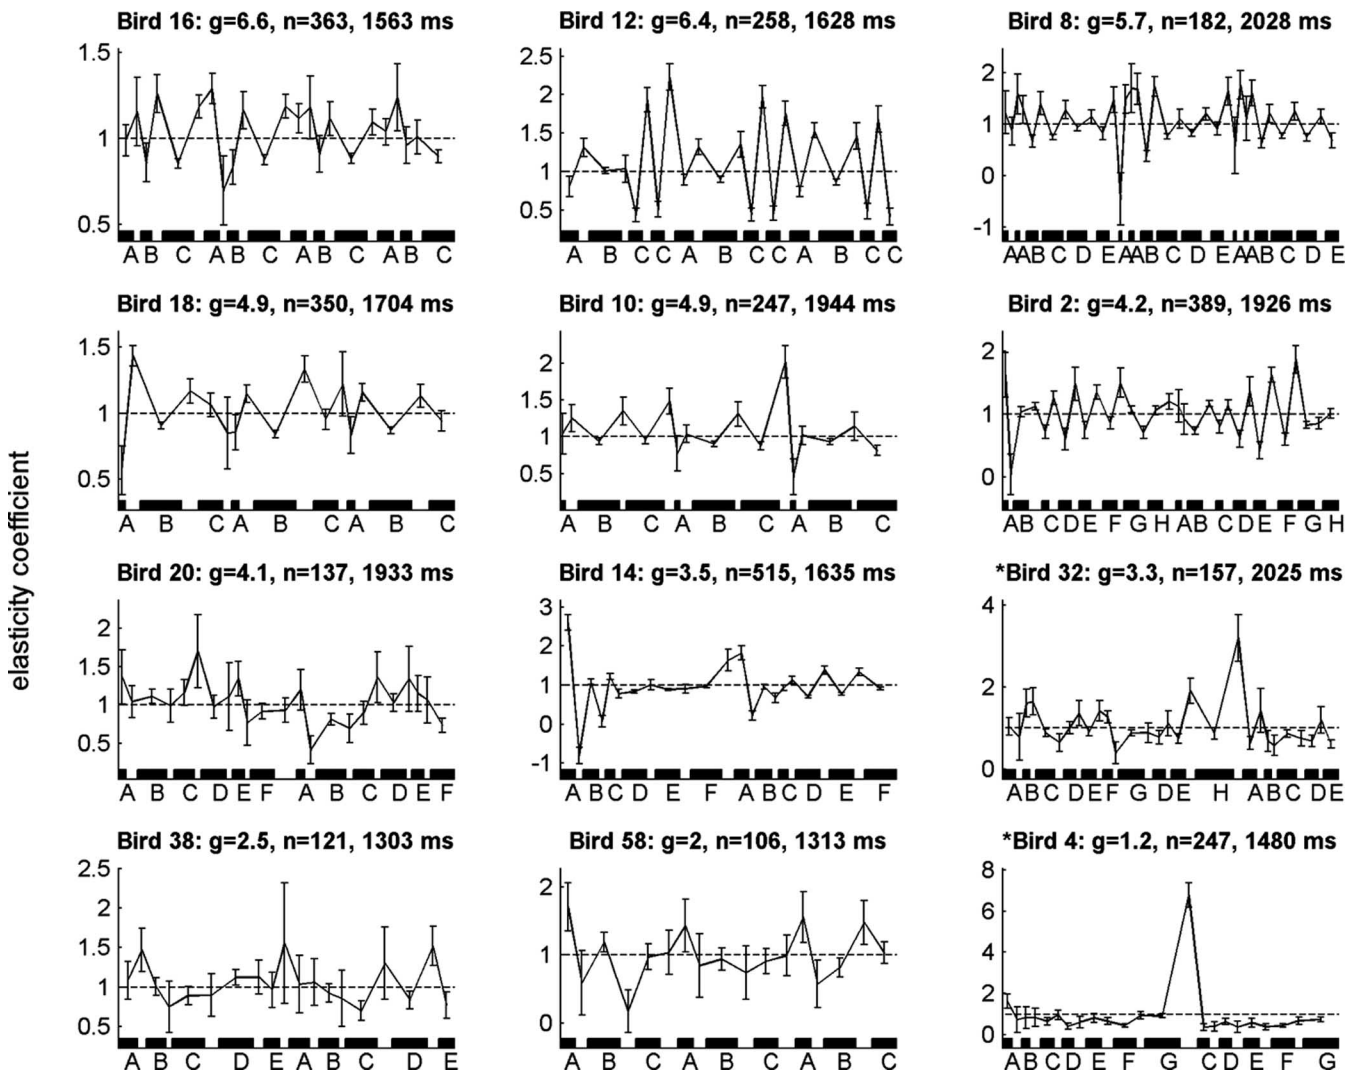 elasticity coefficient
Bird 16: g=6.6, n=363, 1563 ms
1.5
1
0.5
A B C A B C A B C A B C
Bird 12: g=6.4, n=258, 1628 ms
2.5
2
1.5
1
0.5
A B C C A B C C A B C C
Bird 8: g=5.7, n=182, 2028 ms
2
1
0
-1
AAB C D E AAB C D E AAB C D E
Bird 18: g=4.9, n=350, 1704 ms
1.5
1
0.5
A B C A B C A B C
Bird 10: g=4.9, n=247, 1944 ms
2
1.5
1
0.5
A B C A B C A B C
Bird 2: g=4.2, n=389, 1926 ms
2
1
0
A B C D E F G H A B C D E F G H
Bird 20: g=4.1, n=137, 1933 ms
2
1.5
1
0.5
A B C D E F A B C D E F
Bird 14: g=3.5, n=515, 1635 ms
3
2
1
0
-1
A B C D E F A B C D E F
*Bird 32: g=3.3, n=157, 2025 ms
4
2
0
A B C D E F G D E H A B C D E
Bird 38: g=2.5, n=121, 1303 ms
2.5
2
1.5
1
0.5
A B C D E A B C D E
Bird 58: g=2, n=106, 1313 ms
2
1
0
A B C A B C A B C
*Bird 4: g=1.2, n=247, 1480 ms
8
6
4
2
0
A B C D E F G C D E F G